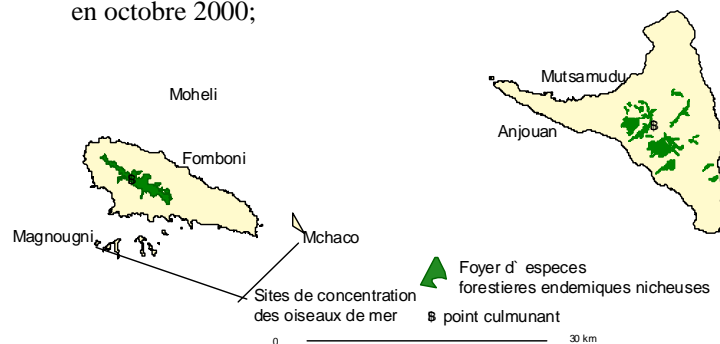 en octobre 2000;
Mutsamudu
Moheli
Anjouan
Fomboni
Magnougni
Mchaco
Foyer d` especes
forestieres endemiques nicheuses
Sites de concentration
des oiseaux de mer
$ point culmunant
0 30 km